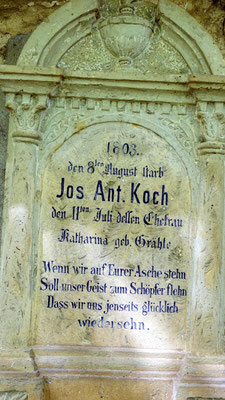 1803.
den 8ten August starb
Jos. Ant. Koch
den 11ten Juli dessen Ehefrau
Katharina geb. Grähle
Wenn wir auf Eurer Asche stehn
Soll unser Geist zum Schöpfer flehn
Dass wir uns jenseits glücklich
wiedersehn.